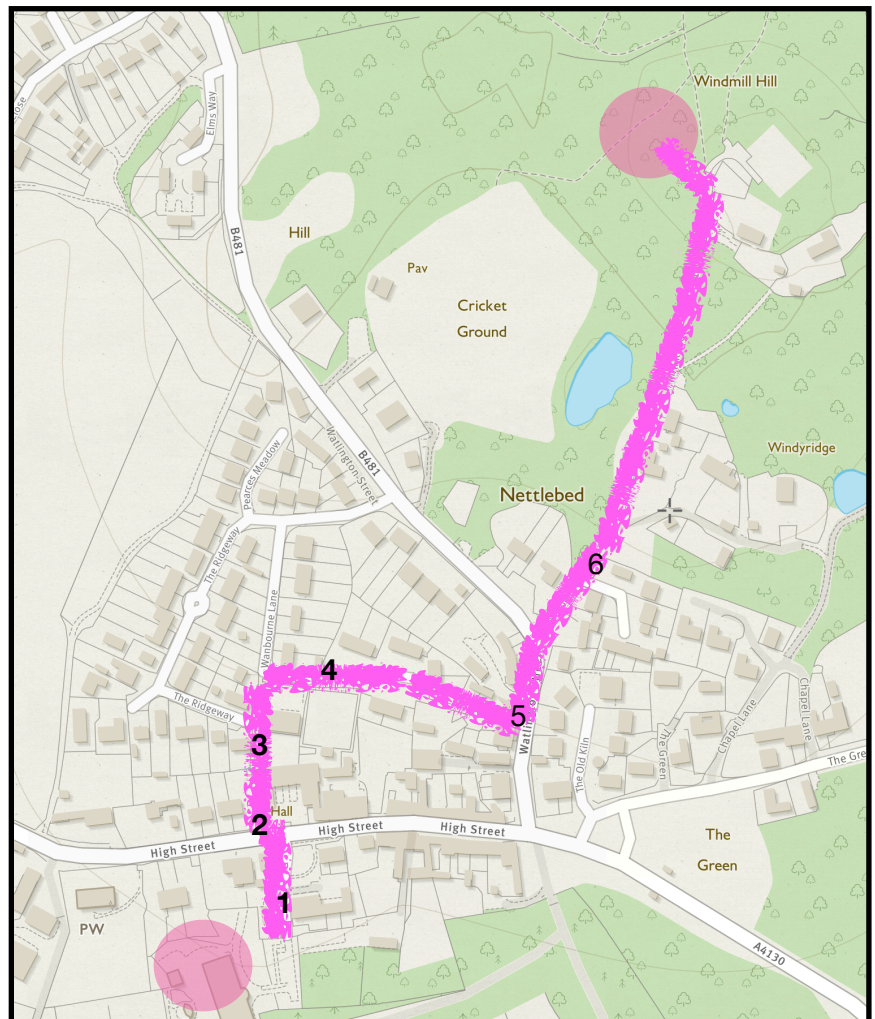 Windmill Hill
Elms Way
B481
Hill
Pav
Cricket
Ground
Watlington Street
B481
Pearces Meadow
Windyridge
Nettlebed
The Ridgeway
6
Wanbourne Lane
4
The Ridgeway
5
Chapel Lane
Chapel Lane
3
The Old Kiln
The Gre
Hall
2
High Street
High Street
High Street
The
Green
1
PW
A4130